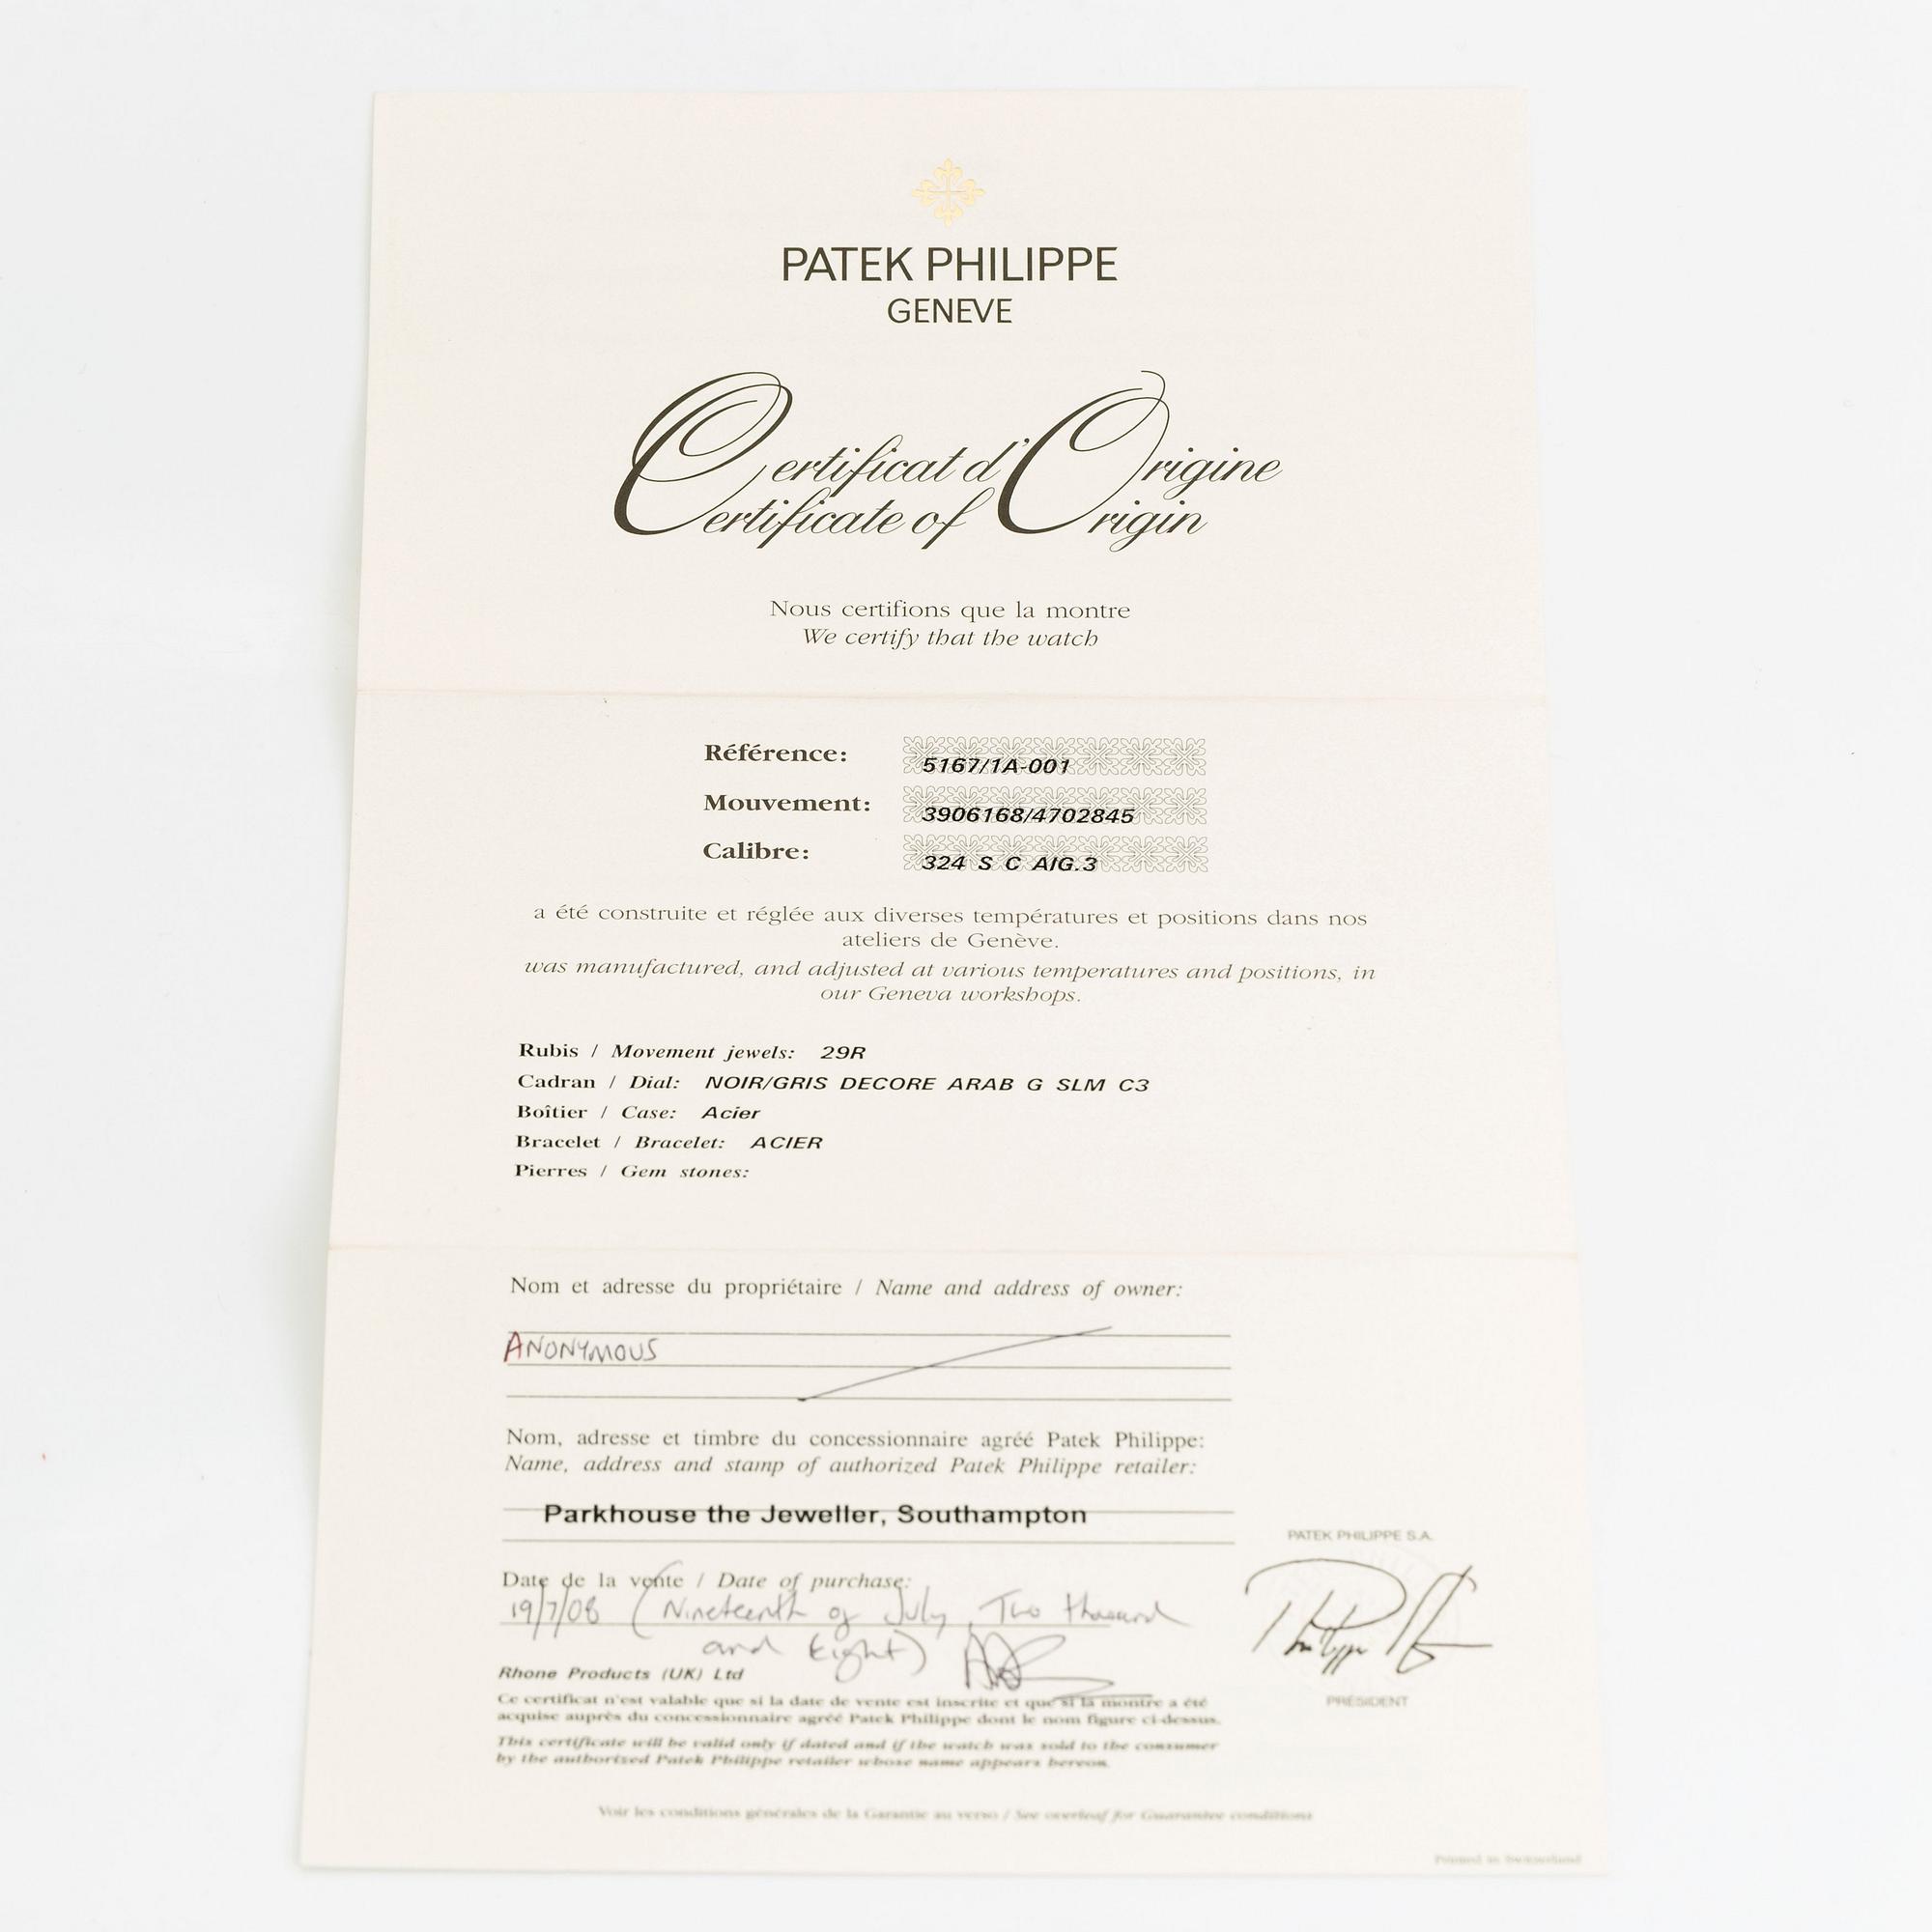 PATEK PHILIPPE
GENEVE
Certificat d'Origine
Certificate of Origin
Nous certifions que la montre
We certify that the watch
Référence: 5167/1A-001
Mouvement: 3906168/4702845
Calibre: 324 S C AIG.3
a été construite et réglée aux diverses températures et positions dans nos
ateliers de Genève.
was manufactured, and adjusted at various temperatures and positions, in
our Geneva workshops.
Rubis / Movement jewels: 29R
Cadran / Dial: NOIR/GRIS DECORE ARAB G SLM C3
Boîtier / Case: Acier
Bracelet / Bracelet: ACIER
Pierres / Gem stones:
Nom et adresse du propriétaire / Name and address of owner:
ANONYMOUS
Nom, adresse et timbre du concessionnaire agréé Patek Philippe:
Name, address and stamp of authorized Patek Philippe retailer:
Parkhouse the Jeweller, Southampton
Date de la vente / Date of purchase:
19/7/08 (Nineteenth of July, Two thousand
and Eight)
Rhone Products (UK) Ltd
Ce certificat n'est valable que si la date de vente est inscrite et que si la montre a été
acquise auprès du concessionnaire agréé Patek Philippe dont le nom figure ci-dessus.
This certificate will be valid only if dated and if the watch was sold to the consumer
by the authorized Patek Philippe retailer whose name appears hereon.
PATEK PHILIPPE S.A.
PRÉSIDENT
Voir les conditions générales de la Garantie au verso / See overleaf for Guarantee conditions
Printed in Switzerland